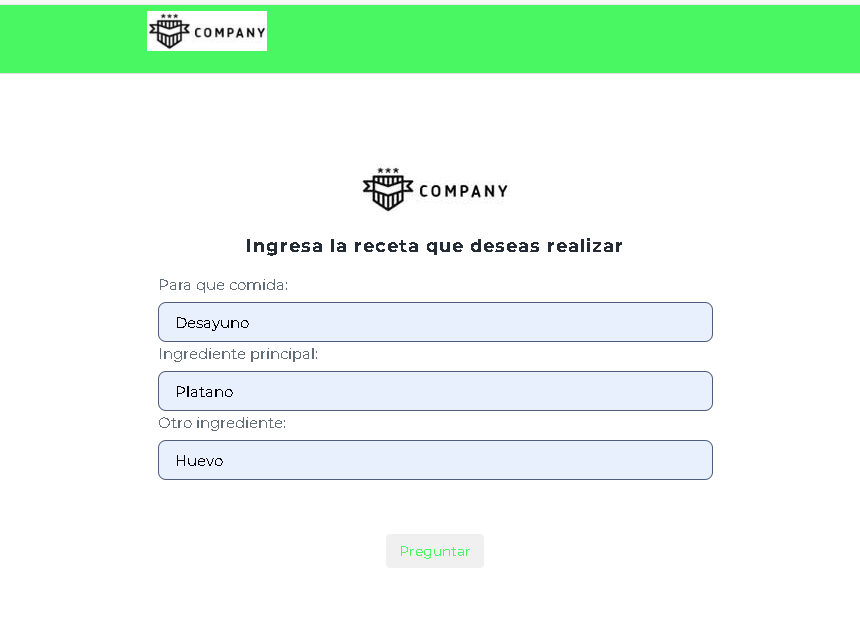 COMPANY
COMPANY
Ingresa la receta que deseas realizar
Para que comida:
Desayuno
Ingrediente principal:
Platano
Otro ingrediente:
Huevo
Preguntar